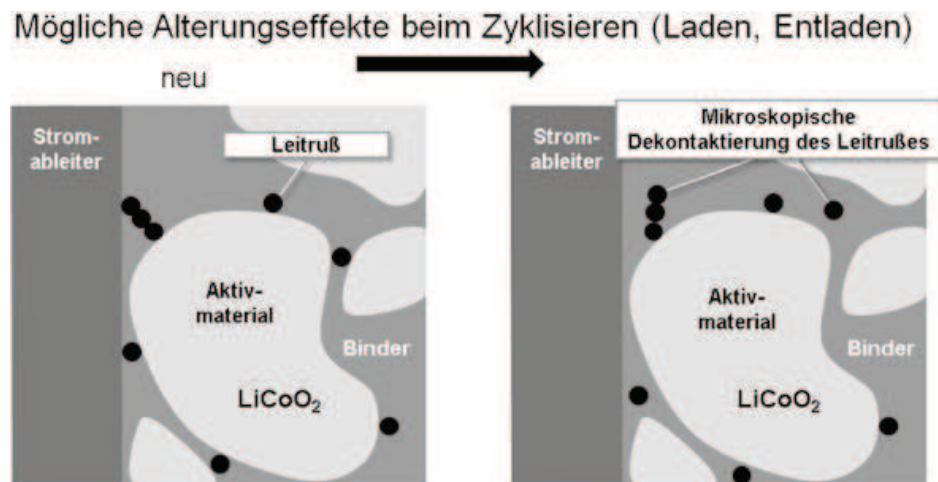 Mögliche Alterungseffekte beim Zyklisieren (Laden, Entladen)
neu
Strom-
ableiter
Leitruß
Aktiv-
material
Binder
LiCoO₂
Strom-
ableiter
Mikroskopische
Dekontaktierung des Leitrußes
Aktiv-
material
Binder
LiCoO₂